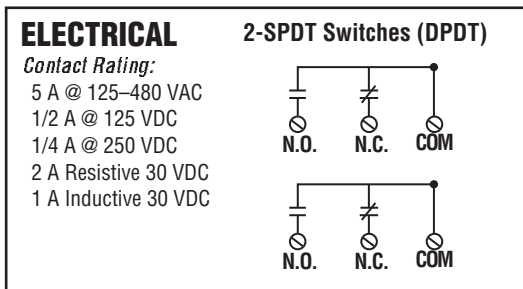 ELECTRICAL
Contact Rating:
5 A @ 125–480 VAC
1/2 A @ 125 VDC
1/4 A @ 250 VDC
2 A Resistive 30 VDC
1 A Inductive 30 VDC
2-SPDT Switches (DPDT)
N.O. N.C. COM
N.O. N.C. COM